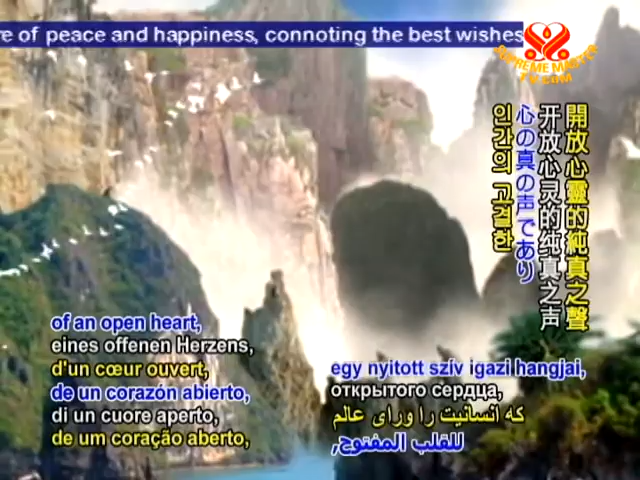 re of peace and happiness, connoting the best wishes
SUPREME MASTER
TV.COM
開放心靈的純真之聲
开放心灵的纯真之声
心の真の声であり
인간의 고결한
of an open heart,
eines offenen Herzens,
d'un cœur ouvert,
de un corazón abierto,
di un cuore aperto,
de um coração aberto,
egy nyitott szív igazi hangjai,
открытого сердца,
که انسانیت را ورای عالم
للقلب المفتوح,